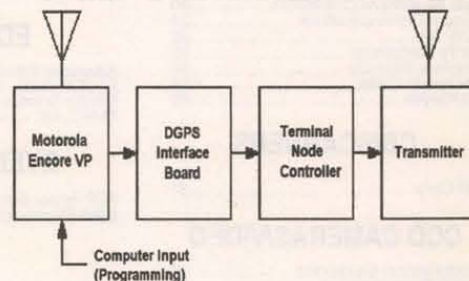 Motorola
Encore VP
DGPS
Interface
Board
Terminal
Node
Controller
Transmitter
Computer Input
(Programming)